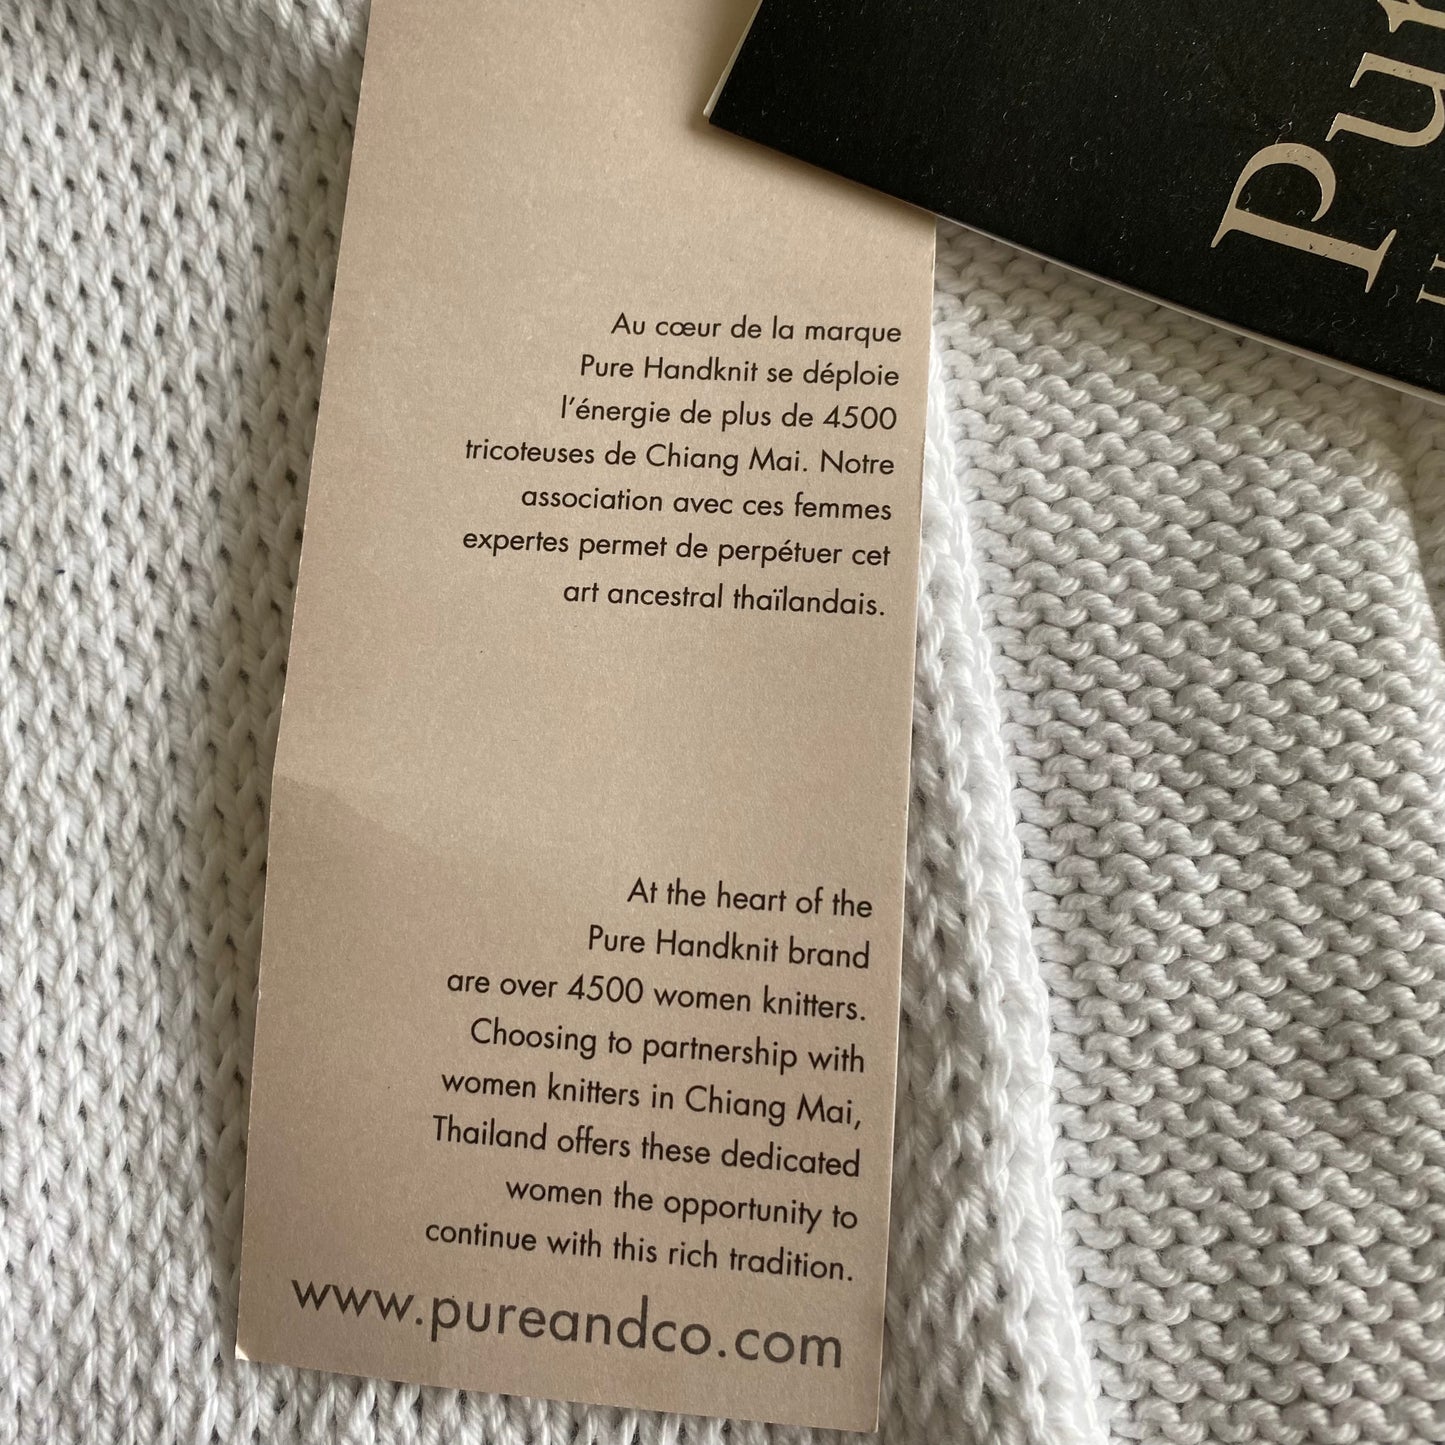 Pur
Au cœur de la marque
Pure Handknit se déploie
l'énergie de plus de 4500
tricoteuses de Chiang Mai. Notre
association avec ces femmes
expertes permet de perpétuer cet
art ancestral thaïlandais.
At the heart of the
Pure Handknit brand
are over 4500 women knitters.
Choosing to partnership with
women knitters in Chiang Mai,
Thailand offers these dedicated
women the opportunity to
continue with this rich tradition.
www.pureandco.com